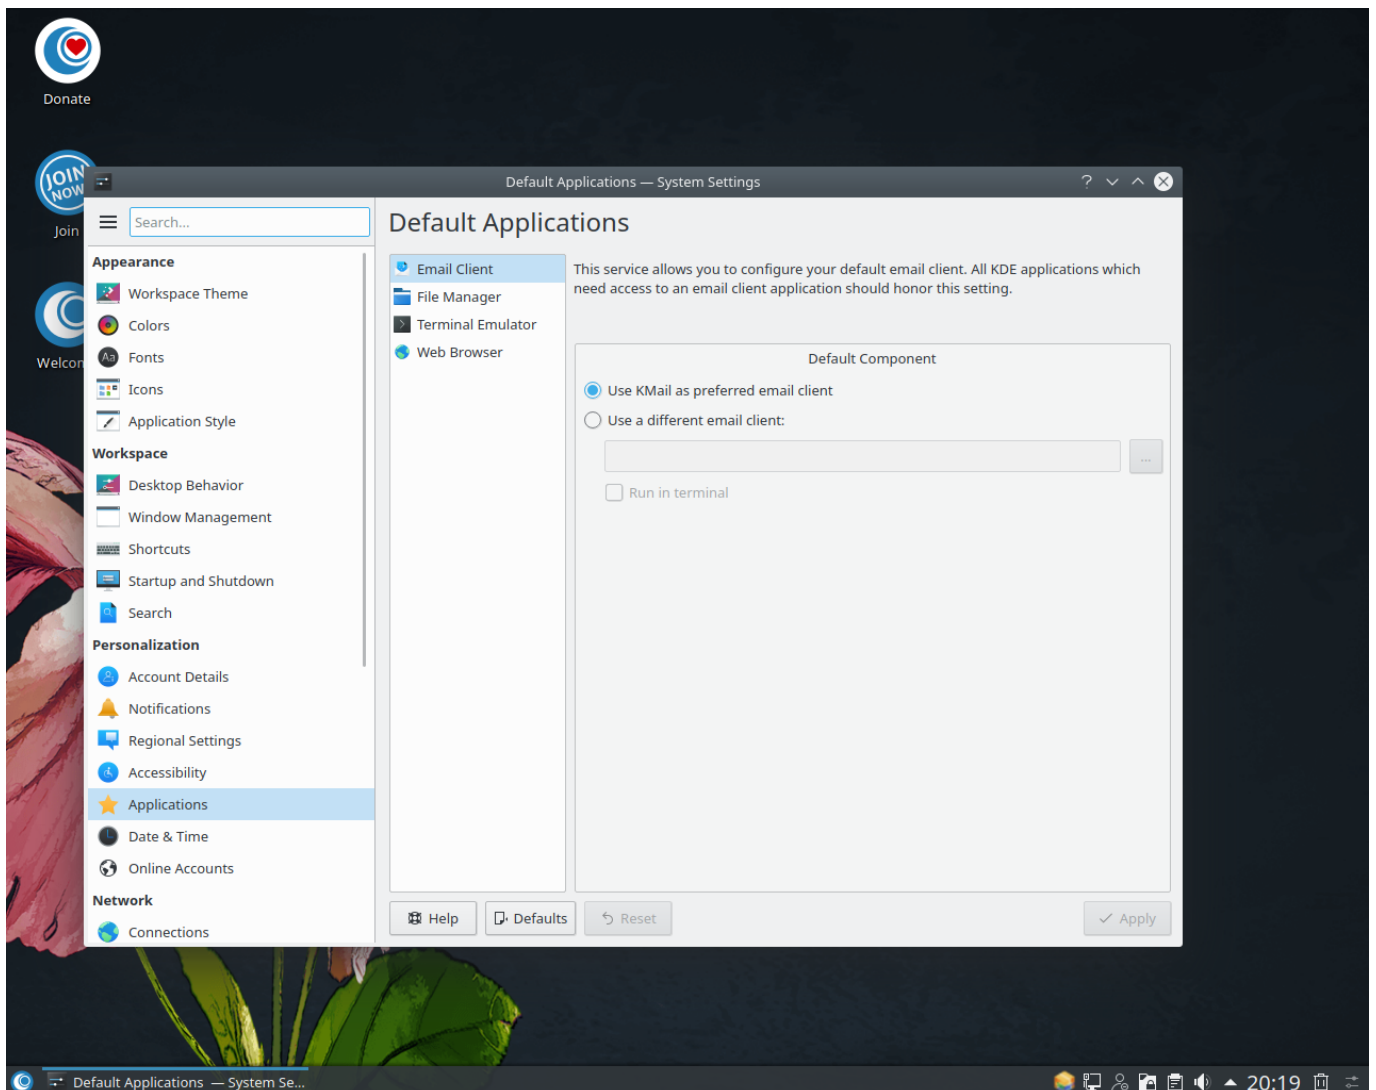 Donate
JOIN
NOW
Join
Welcom
Default Applications — System Settings
Search...
Appearance
Workspace Theme
Colors
Aa
Fonts
Icons
Application Style
Workspace
Desktop Behavior
Window Management
Shortcuts
Startup and Shutdown
Search
Personalization
Account Details
Notifications
Regional Settings
Accessibility
Applications
Date & Time
Online Accounts
Network
Connections
Default Applications
Email Client
File Manager
Terminal Emulator
Web Browser
This service allows you to configure your default email client. All KDE applications which
need access to an email client application should honor this setting.
Default Component
Use KMail as preferred email client
Use a different email client:
...
Run in terminal
Help
Defaults
Reset
Apply
Default Applications — System Se...
20:19